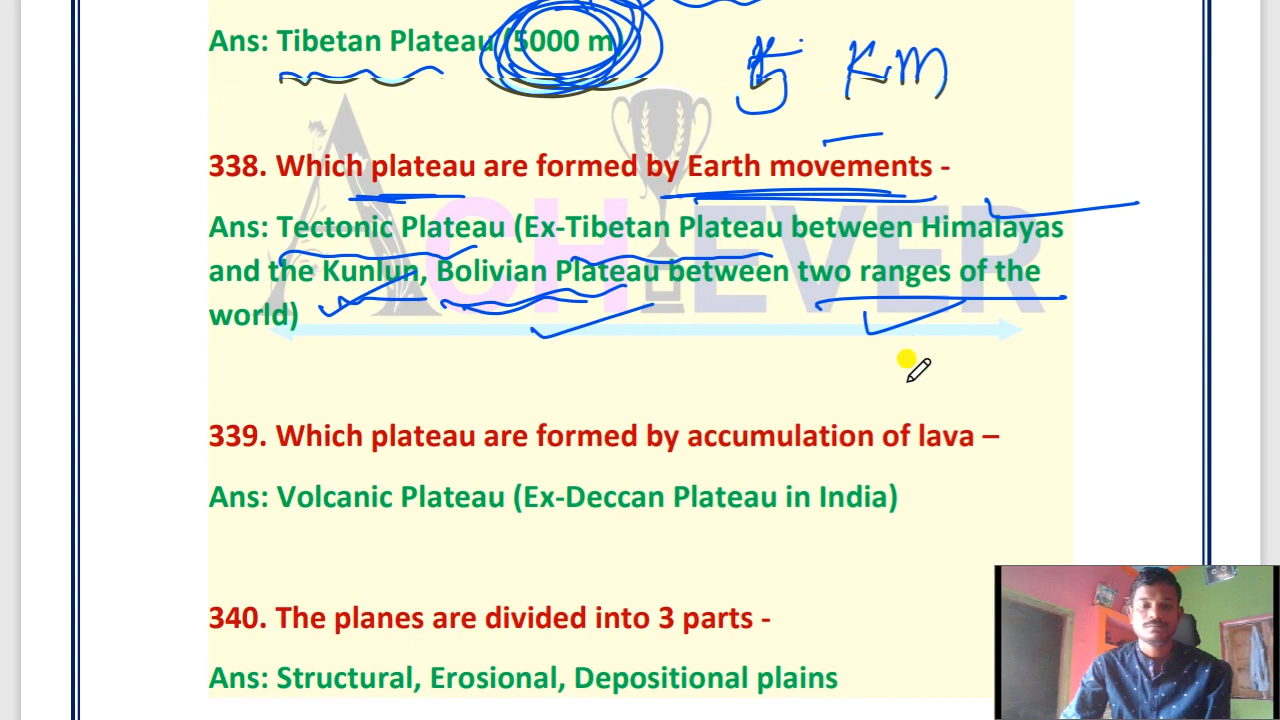 Ans: Tibetan Plateau (5000 m)
5 Km
338. Which plateau are formed by Earth movements -
Ans: Tectonic Plateau (Ex-Tibetan Plateau between Himalayas
and the Kunlun, Bolivian Plateau between two ranges of the
world)
ACHIEVER
339. Which plateau are formed by accumulation of lava –
Ans: Volcanic Plateau (Ex-Deccan Plateau in India)
340. The planes are divided into 3 parts -
Ans: Structural, Erosional, Depositional plains